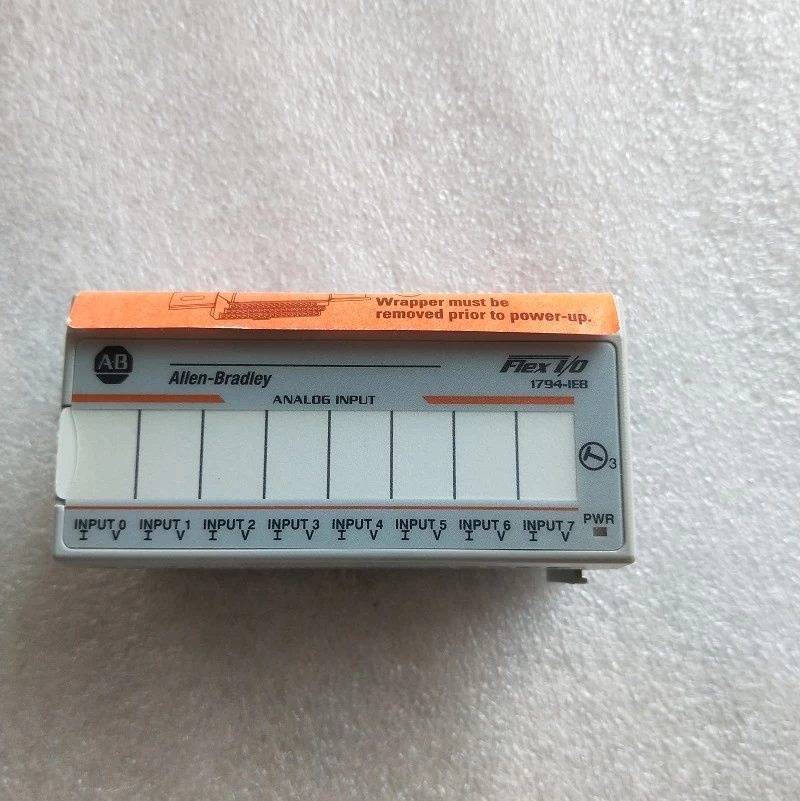 Wrapper must be
removed prior to power-up.
AB
Allen-Bradley
Flex I/O
1794-IE8
ANALOG INPUT
3
INPUT 0 INPUT 1 INPUT 2 INPUT 3 INPUT 4 INPUT 5 INPUT 6 INPUT 7 PWR
I V I V I V I V I V I V I V I V